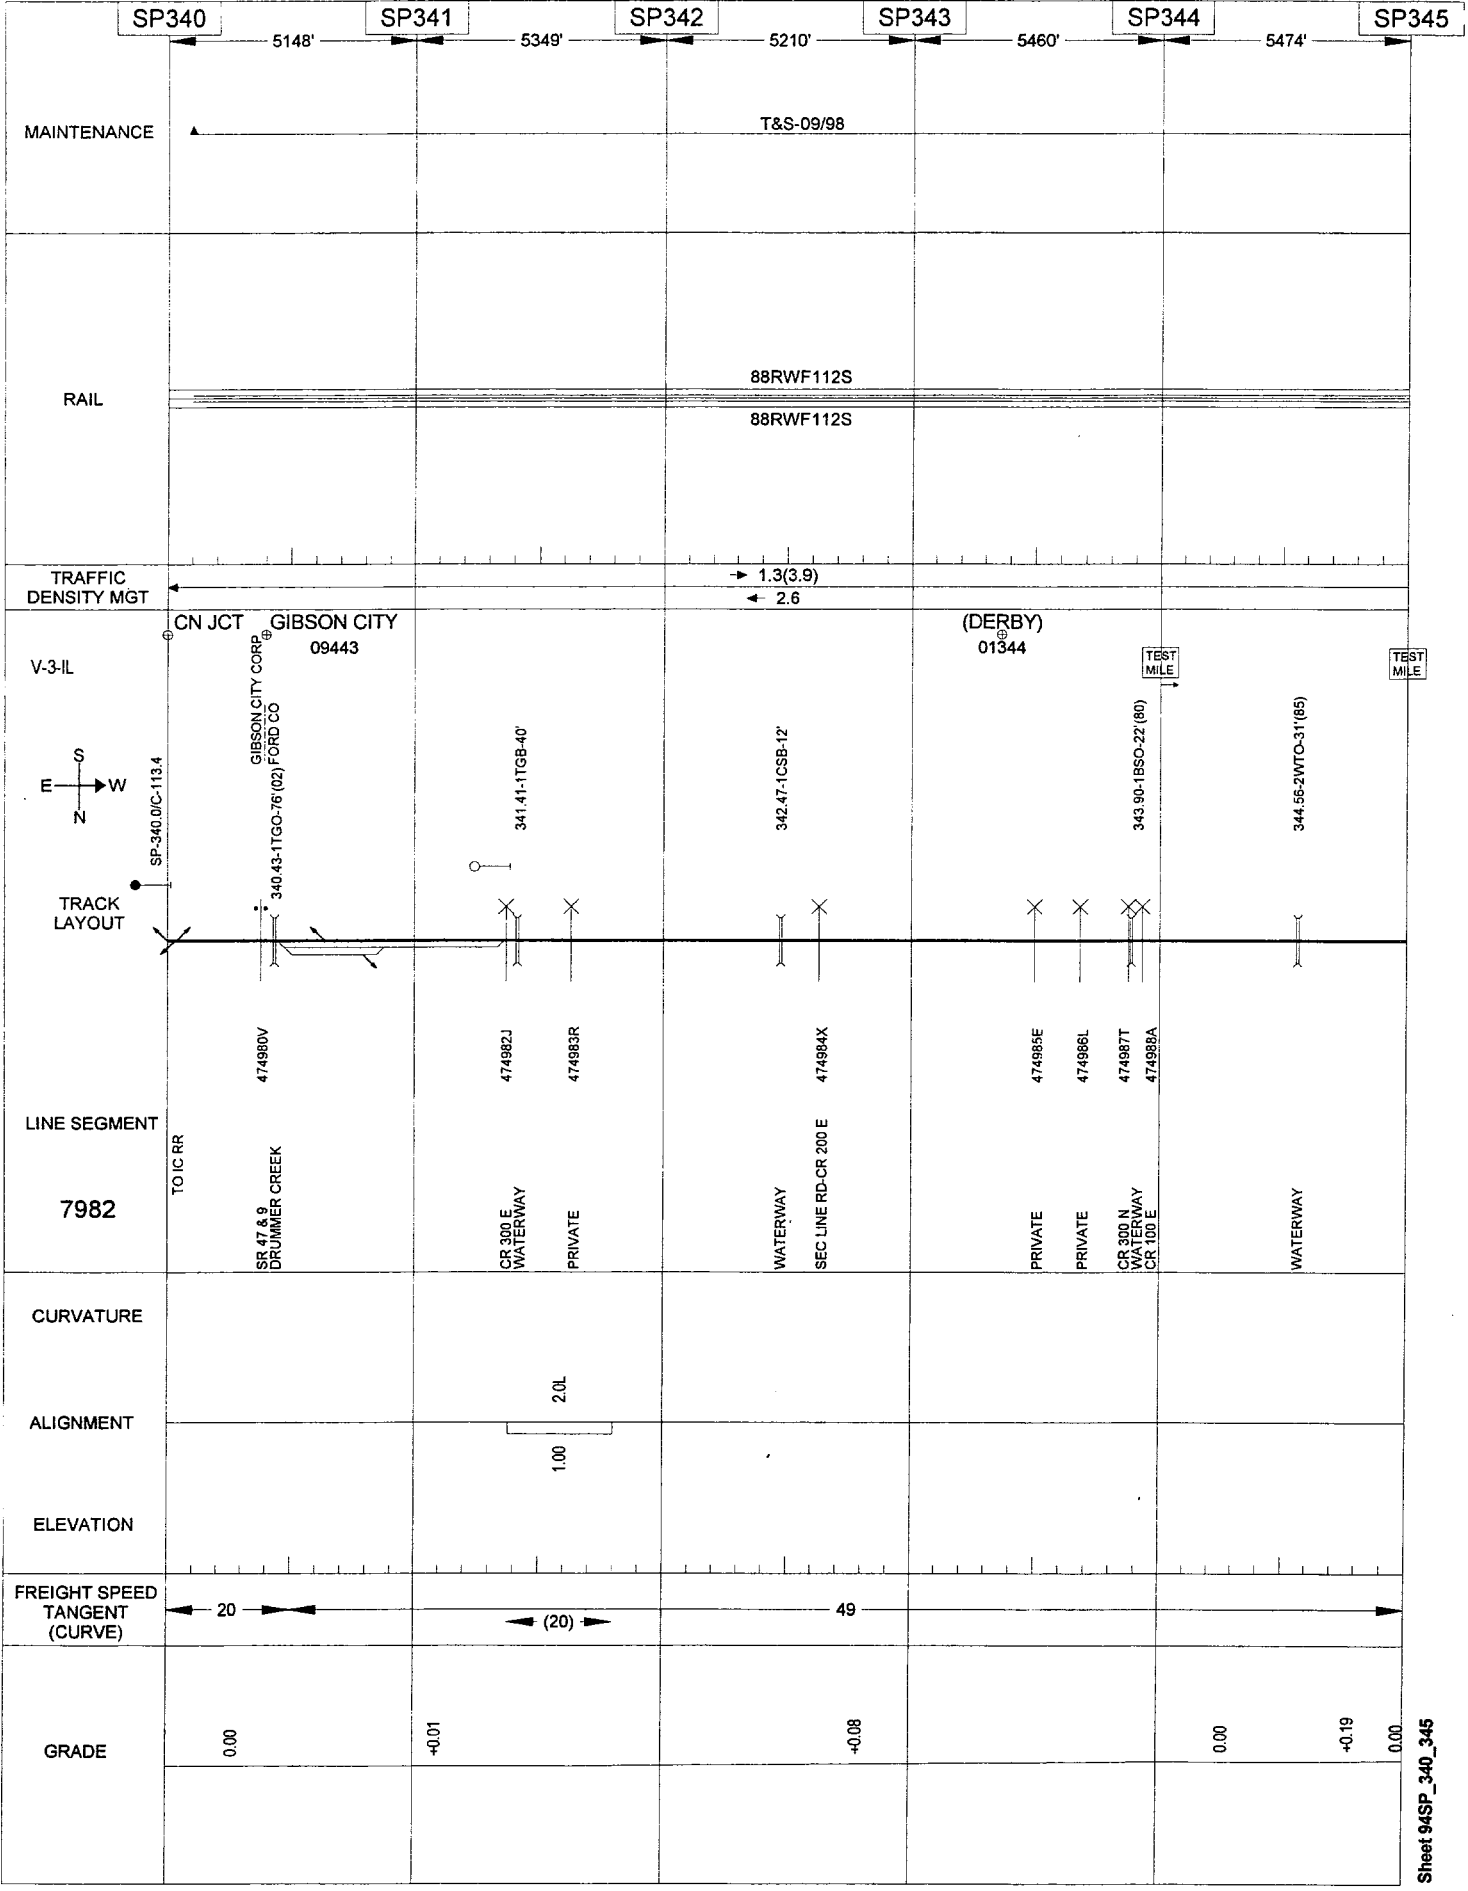 SP340
SP341
SP342
SP343
SP344
SP345
5148'
5349'
5210'
5460'
5474'
MAINTENANCE
T&S-09/98
RAIL
88RWF112S
88RWF112S
TRAFFIC
DENSITY MGT
1.3(3.9)
2.6
CN JCT
GIBSON CITY
09443
(DERBY)
01344
V-3-IL
TEST
MILE
TEST
MILE
GIBSON CITY CORP
FORD CO
S
E
W
N
SP-340.0/C-113.4
340.43-1TGO-76'(02)
341.41-1TGB-40'
342.47-1CSB-12'
343.90-1BSO-22'(80)
344.56-2WTO-31'(85)
TRACK
LAYOUT
474980V
474982J
474983R
474984X
474985E
474986L
474987T
474988A
LINE SEGMENT
7982
TO IC RR
SR 47 & 9
DRUMMER CREEK
CR 300 E
WATERWAY
PRIVATE
WATERWAY
SEC LINE RD-CR 200 E
PRIVATE
PRIVATE
CR 300 N
WATERWAY
CR 100 E
WATERWAY
CURVATURE
2.0L
ALIGNMENT
1.00
ELEVATION
FREIGHT SPEED
TANGENT
(CURVE)
20
(20)
49
GRADE
0.00
+0.01
+0.08
0.00
+0.19
0.00
Sheet 94SP_340_345